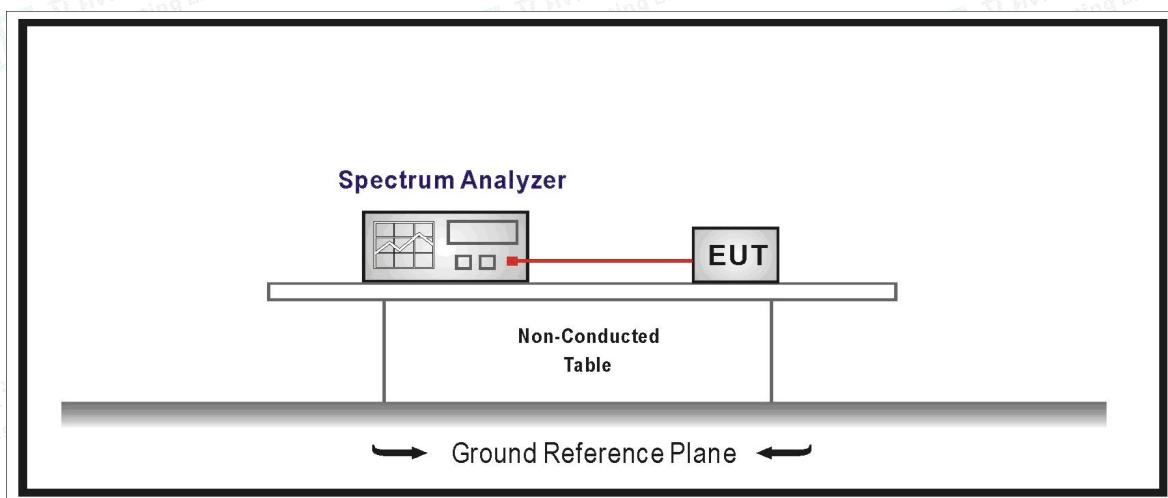 Spectrum Analyzer
EUT
Non-Conducted
Table
Ground Reference Plane